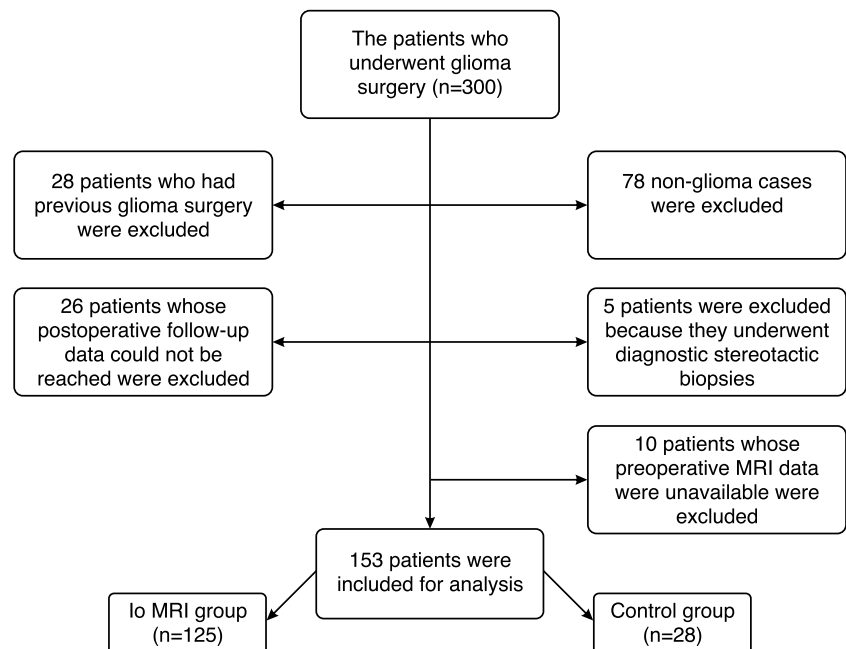 The patients who
underwent glioma
surgery (n=300)
28 patients who had
previous glioma surgery
were excluded
78 non-glioma cases
were excluded
26 patients whose
postoperative follow-up
data could not be
reached were excluded
5 patients were excluded
because they underwent
diagnostic stereotactic
biopsies
10 patients whose
preoperative MRI data
were unavailable were
excluded
153 patients were
included for analysis
Io MRI group
(n=125)
Control group
(n=28)